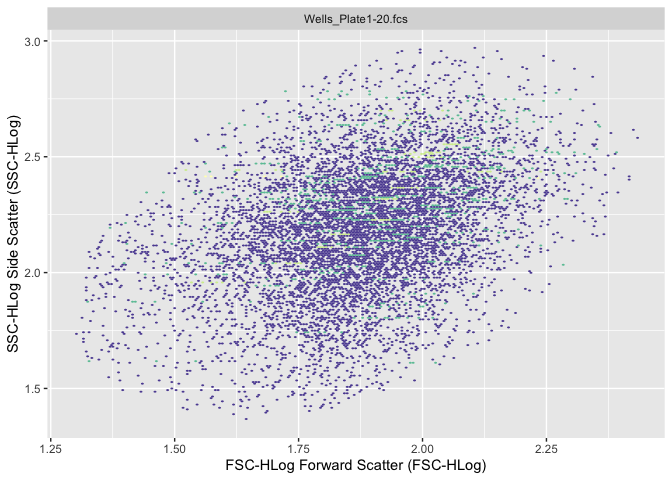 Wells_Plate1-20.fcs
3.0
2.5
2.0
1.5
SSC-HLog Side Scatter (SSC-HLog)
1.25 1.50 1.75 2.00 2.25
FSC-HLog Forward Scatter (FSC-HLog)